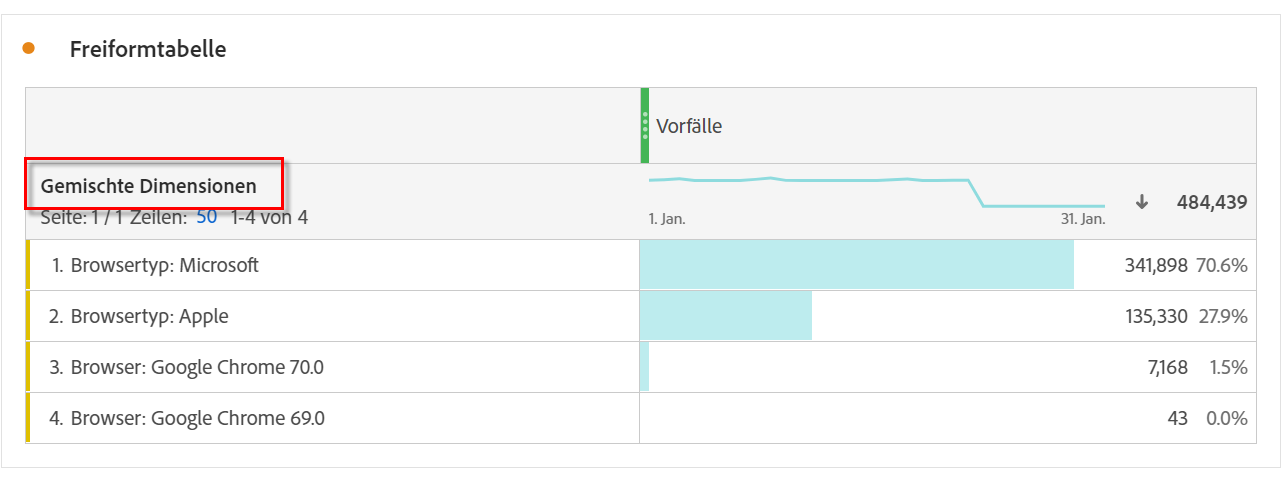 Freiformtabelle
Vorfälle
Gemischte Dimensionen
Seite: 1 / 1 Zeilen: 50 1-4 von 4
1. Jan. 31. Jan.
484,439
1. Browsertyp: Microsoft 341,898 70.6%
2. Browsertyp: Apple 135,330 27.9%
3. Browser: Google Chrome 70.0 7,168 1.5%
4. Browser: Google Chrome 69.0 43 0.0%